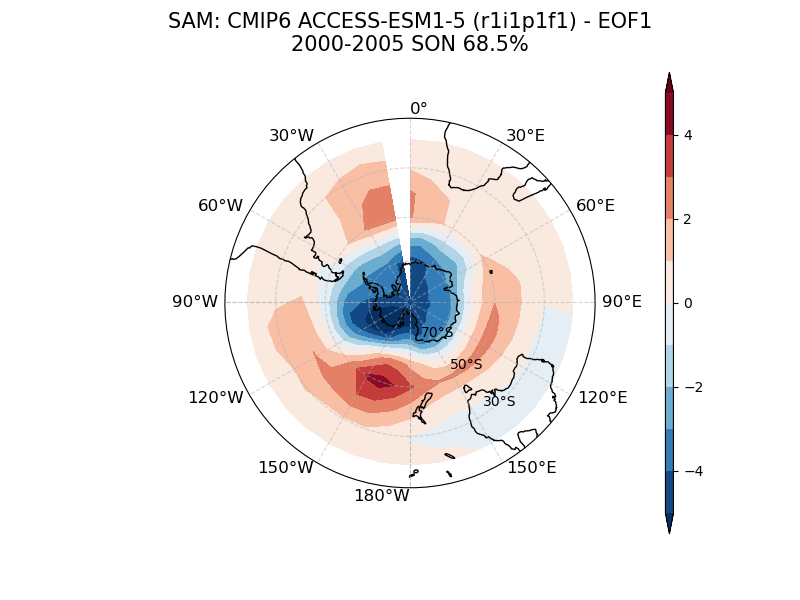 SAM: CMIP6 ACCESS-ESM1-5 (r1i1p1f1) - EOF1
2000-2005 SON 68.5%
0°
30°W
30°E
60°W
60°E
90°W
90°E
120°W
120°E
150°W
150°E
180°W
70°S
50°S
30°S
4
2
0
−2
−4